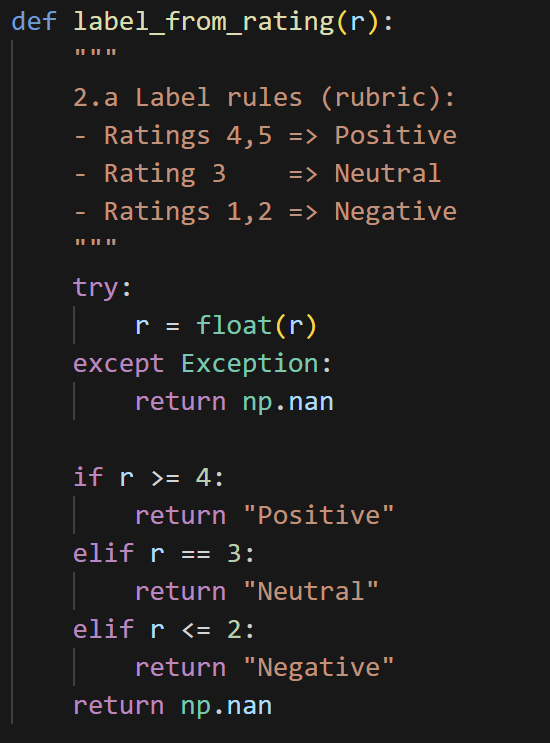 def label_from_rating(r):
    """
    2.a Label rules (rubric):
    - Ratings 4,5 => Positive
    - Rating 3    => Neutral
    - Ratings 1,2 => Negative
    """
    try:
        r = float(r)
    except Exception:
        return np.nan

    if r >= 4:
        return "Positive"
    elif r == 3:
        return "Neutral"
    elif r <= 2:
        return "Negative"
    return np.nan